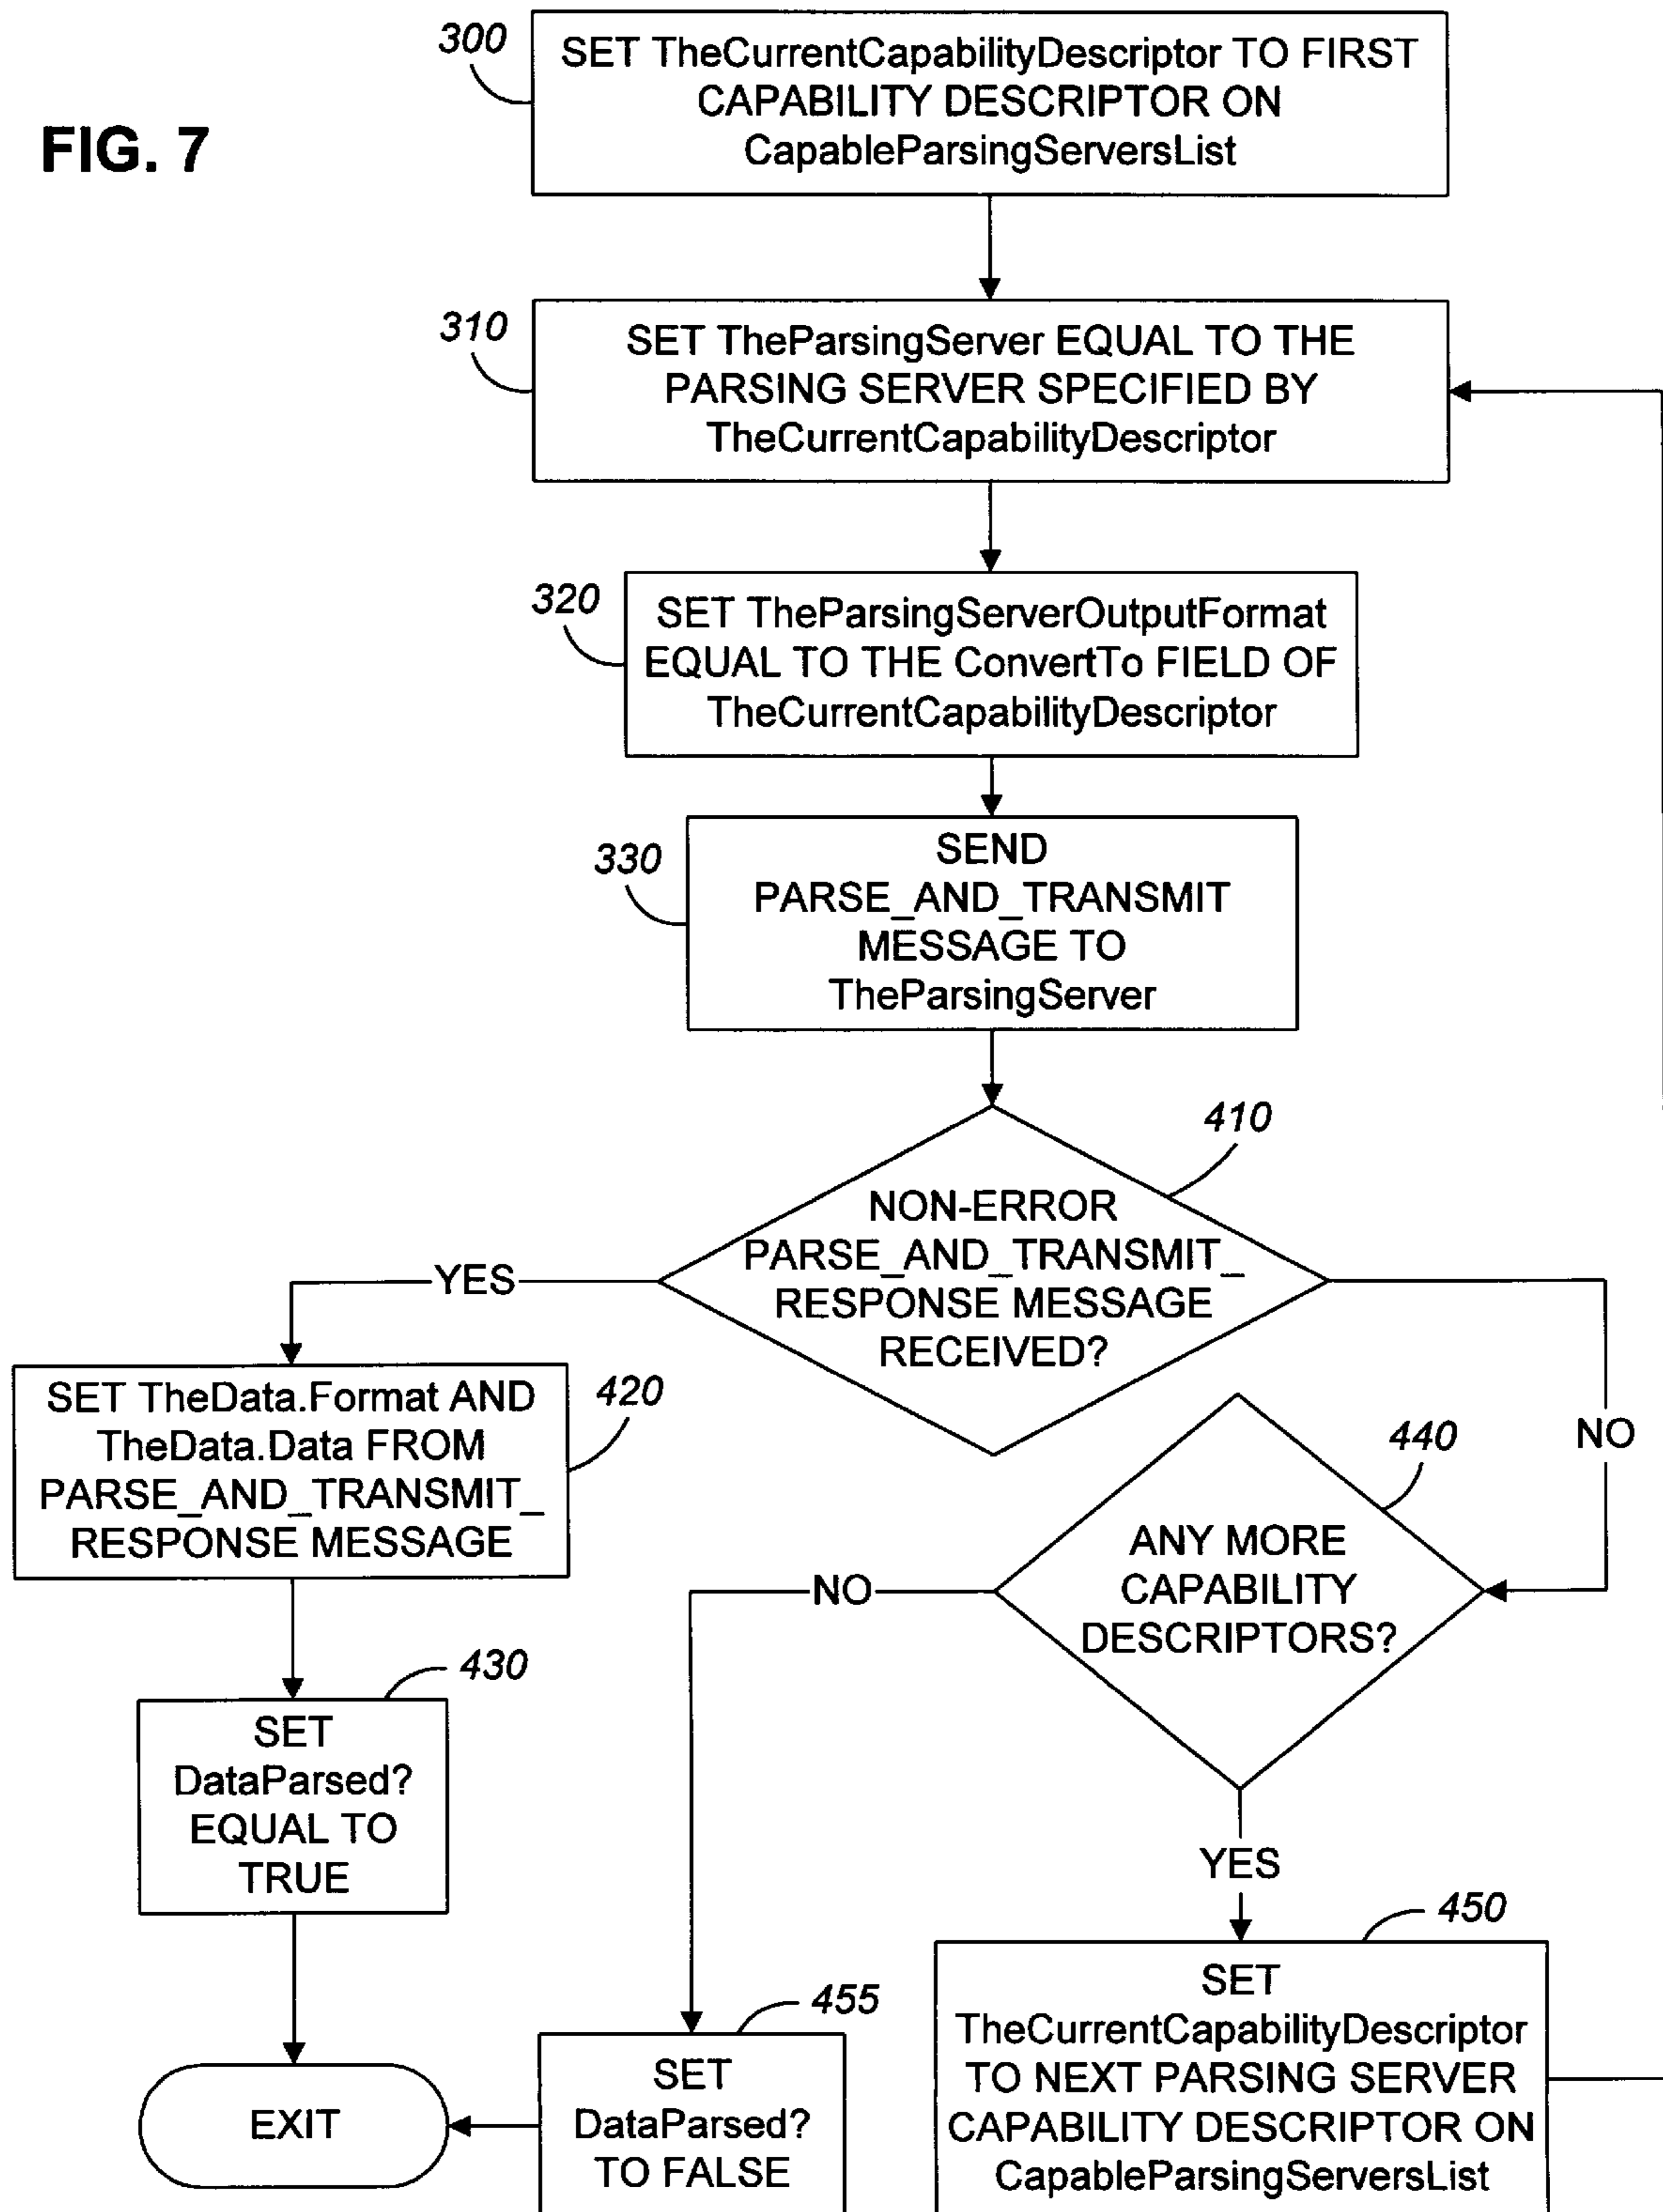 FIG. 7
300
SET TheCurrentCapabilityDescriptor TO FIRST
CAPABILITY DESCRIPTOR ON
CapableParsingServersList
310
SET TheParsingServer EQUAL TO THE
PARSING SERVER SPECIFIED BY
TheCurrentCapabilityDescriptor
320
SET TheParsingServerOutputFormat
EQUAL TO THE ConvertTo FIELD OF
TheCurrentCapabilityDescriptor
330
SEND
PARSE_AND_TRANSMIT
MESSAGE TO
TheParsingServer
410
NON-ERROR
PARSE_AND_TRANSMIT_
RESPONSE MESSAGE
RECEIVED?
YES
NO
420
SET TheData.Format AND
TheData.Data FROM
PARSE_AND_TRANSMIT_
RESPONSE MESSAGE
430
SET
DataParsed?
EQUAL TO
TRUE
440
ANY MORE
CAPABILITY
DESCRIPTORS?
NO
YES
450
SET
TheCurrentCapabilityDescriptor
TO NEXT PARSING SERVER
CAPABILITY DESCRIPTOR ON
CapableParsingServersList
455
SET
DataParsed?
TO FALSE
EXIT